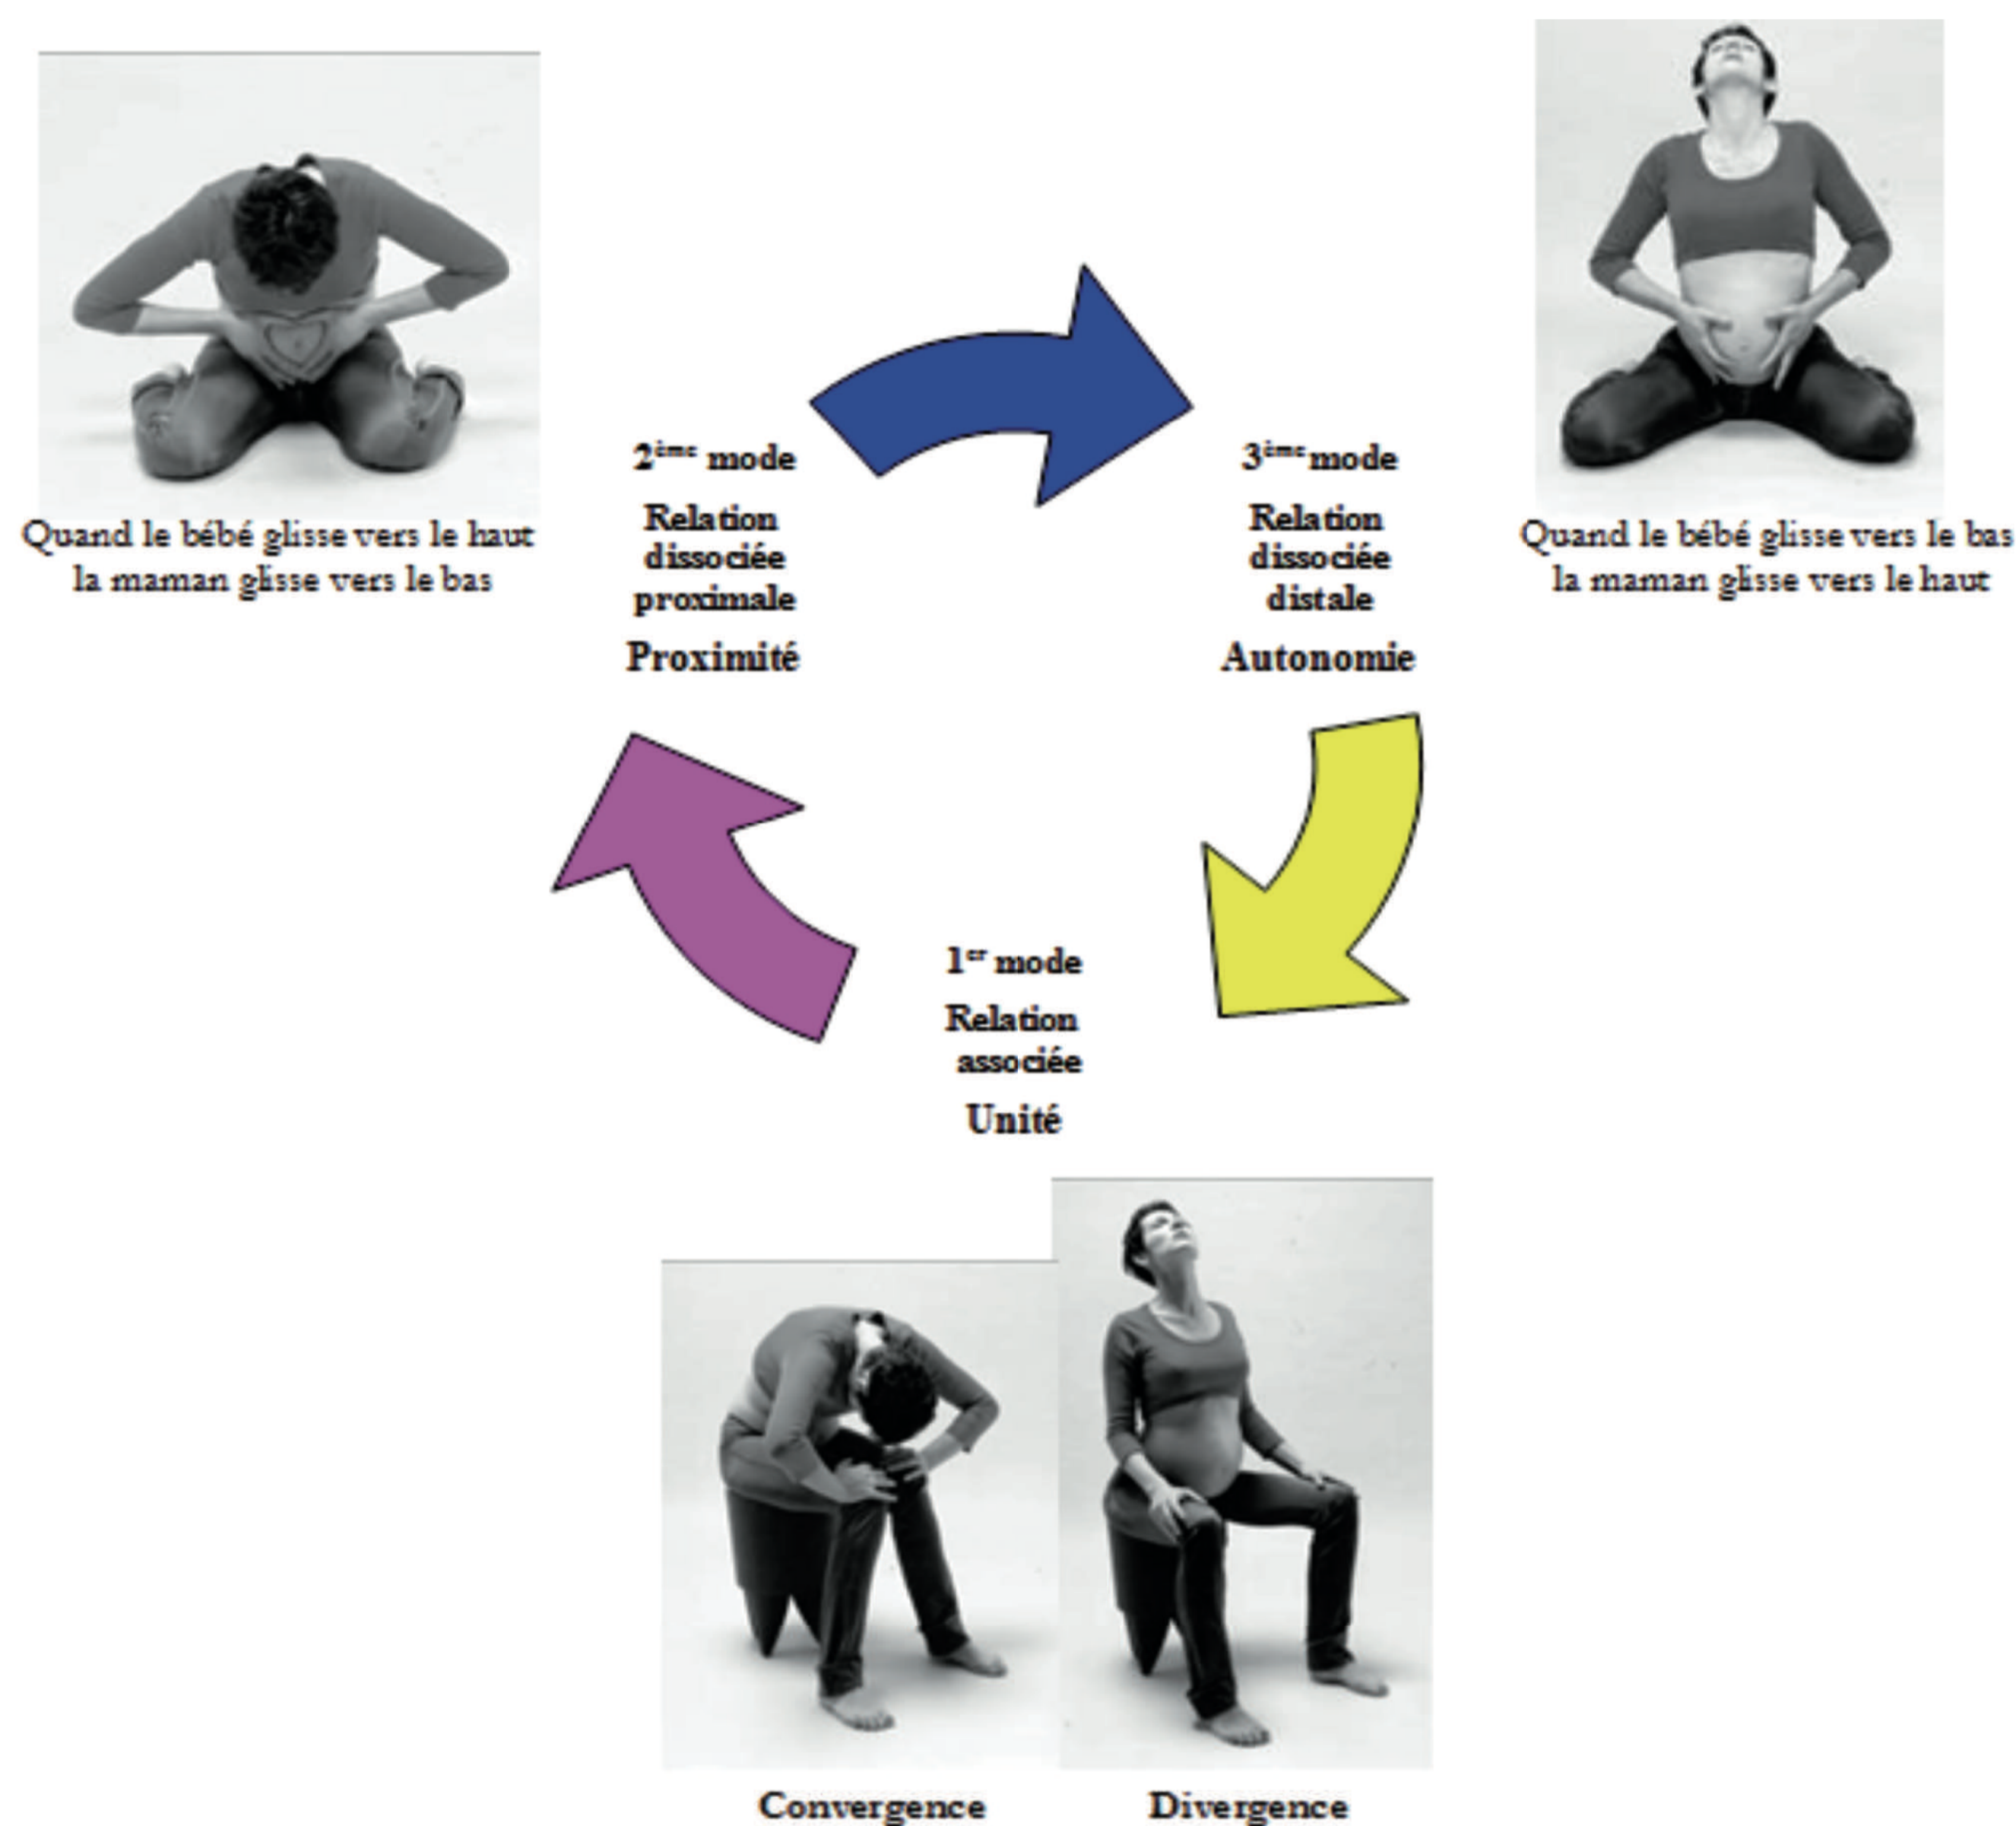 Quand le bébé glisse vers le haut
la maman glisse vers le bas
2ème mode
Relation
dissociée
proximale
Proximité
3ème mode
Relation
dissociée
distale
Autonomie
Quand le bébé glisse vers le bas
la maman glisse vers le haut
1er mode
Relation
associée
Unité
Convergence
Divergence